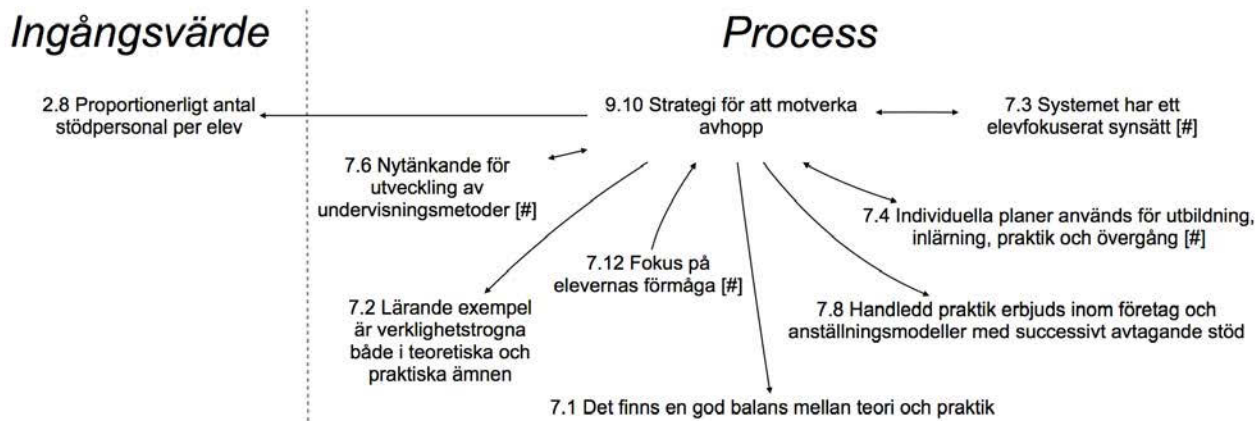 Ingångsvärde
Process
2.8 Proportionerligt antal
stödpersonal per elev
9.10 Strategi för att motverka
avhopp
7.3 Systemet har ett
elevfokuserat synsätt [#]
7.6 Nytänkande för
utveckling av
undervisningsmetoder [#]
7.4 Individuella planer används för utbildning,
inlärning, praktik och övergång [#]
7.12 Fokus på
elevernas förmåga [#]
7.2 Lärande exempel
är verklighetstrogna
både i teoretiska och
praktiska ämnen
7.8 Handledd praktik erbjuds inom företag och
anställningsmodeller med successivt avtagande stöd
7.1 Det finns en god balans mellan teori och praktik